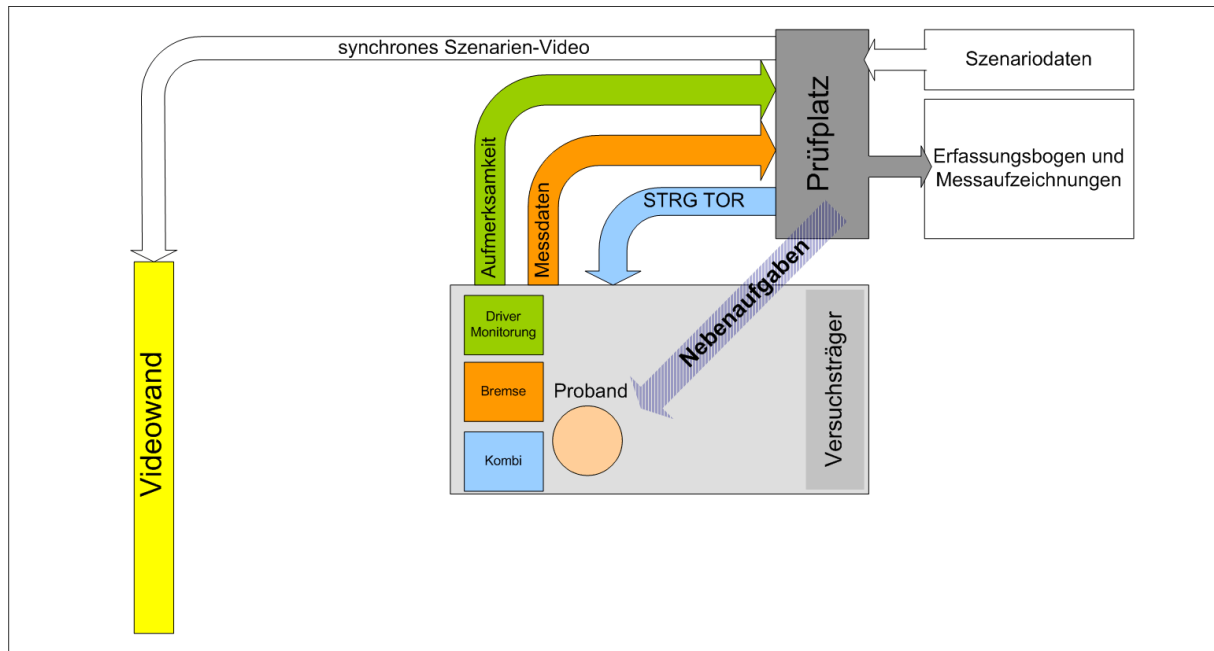 synchrones Szenarien-Video
Prüfplatz
Szenariodaten
Erfassungsbogen und
Messaufzeichnungen
Aufmerksamkeit
Messdaten
STRG TOR
Nebenaufgaben
Videowand
Driver
Monitorung
Bremse
Proband
Kombi
Versuchsträger